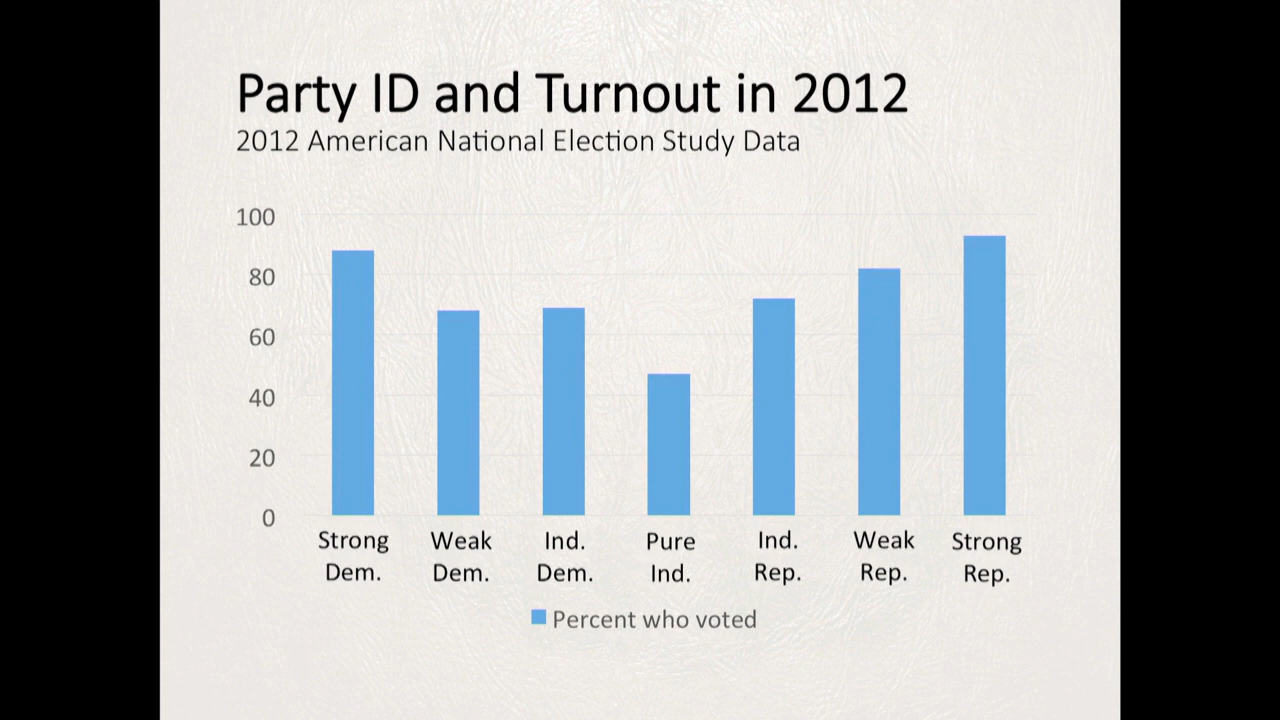 Party ID and Turnout in 2012
2012 American National Election Study Data
100
80
60
40
20
0
Strong Dem.
Weak Dem.
Ind. Dem.
Pure Ind.
Ind. Rep.
Weak Rep.
Strong Rep.
Percent who voted